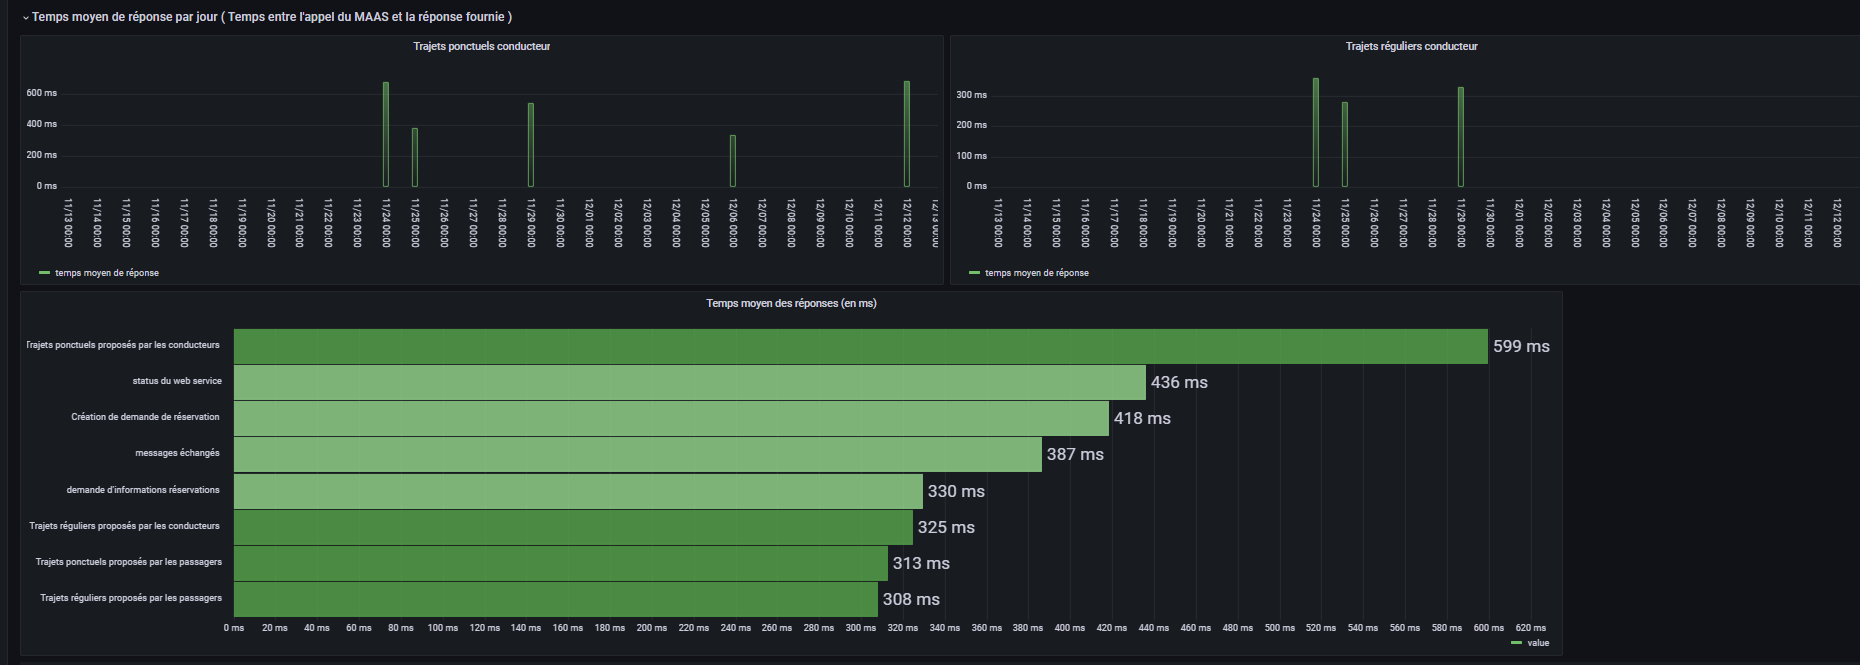 Temps moyen de réponse par jour ( Temps entre l'appel du MAAS et la réponse fournie )
Trajets ponctuels conducteur
600 ms
400 ms
200 ms
0 ms
11/13 00:00
11/14 00:00
11/15 00:00
11/16 00:00
11/17 00:00
11/18 00:00
11/19 00:00
11/20 00:00
11/21 00:00
11/22 00:00
11/23 00:00
11/24 00:00
11/25 00:00
11/26 00:00
11/27 00:00
11/28 00:00
11/29 00:00
11/30 00:00
12/01 00:00
12/02 00:00
12/03 00:00
12/04 00:00
12/05 00:00
12/06 00:00
12/07 00:00
12/08 00:00
12/09 00:00
12/10 00:00
12/11 00:00
12/12 00:00
12/13 00:00
temps moyen de réponse
Trajets réguliers conducteur
300 ms
200 ms
100 ms
0 ms
11/13 00:00
11/14 00:00
11/15 00:00
11/16 00:00
11/17 00:00
11/18 00:00
11/19 00:00
11/20 00:00
11/21 00:00
11/22 00:00
11/23 00:00
11/24 00:00
11/25 00:00
11/26 00:00
11/27 00:00
11/28 00:00
11/29 00:00
11/30 00:00
12/01 00:00
12/02 00:00
12/03 00:00
12/04 00:00
12/05 00:00
12/06 00:00
12/07 00:00
12/08 00:00
12/09 00:00
12/10 00:00
12/11 00:00
12/12 00:00
temps moyen de réponse
Temps moyen des réponses (en ms)
Trajets ponctuels proposés par les conducteurs 599 ms
status du web service 436 ms
Création de demande de réservation 418 ms
messages échangés 387 ms
demande d'informations réservations 330 ms
Trajets réguliers proposés par les conducteurs 325 ms
Trajets ponctuels proposés par les passagers 313 ms
Trajets réguliers proposés par les passagers 308 ms
0 ms 20 ms 40 ms 60 ms 80 ms 100 ms 120 ms 140 ms 160 ms 180 ms 200 ms 220 ms 240 ms 260 ms 280 ms 300 ms 320 ms 340 ms 360 ms 380 ms 400 ms 420 ms 440 ms 460 ms 480 ms 500 ms 520 ms 540 ms 560 ms 580 ms 600 ms 620 ms
value